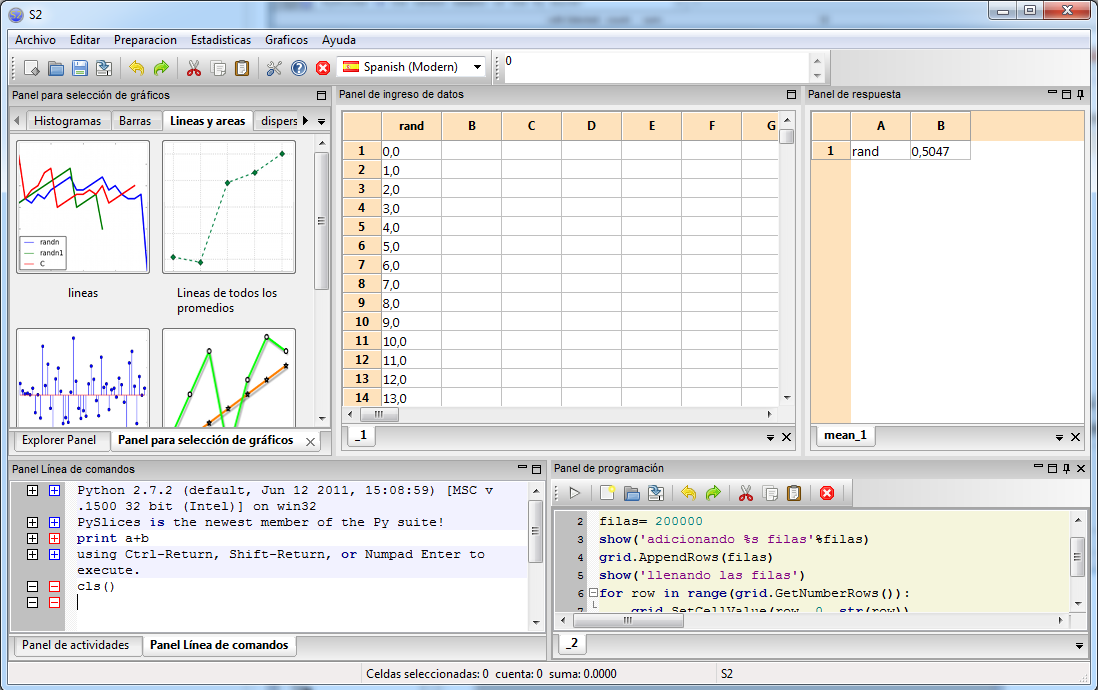 S2
Archivo Editar Preparacion Estadisticas Graficos Ayuda
Spanish (Modern)
0
Panel para selección de gráficos
Histogramas Barras Lineas y areas dispers
randn
randn1
C
lineas
Lineas de todos los
promedios
Explorer Panel Panel para selección de gráficos
Panel de ingreso de datos
rand B C D E F G
1 0,0
2 1,0
3 2,0
4 3,0
5 4,0
6 5,0
7 6,0
8 7,0
9 8,0
10 9,0
11 10,0
12 11,0
13 12,0
14 13,0
_1
Panel de respuesta
A B
1 rand 0,5047
mean_1
Panel Línea de comandos
Python 2.7.2 (default, Jun 12 2011, 15:08:59) [MSC v
.1500 32 bit (Intel)] on win32
PySlices is the newest member of the Py suite!
print a+b
using Ctrl-Return, Shift-Return, or Numpad Enter to
execute.
cls()
Panel de actividades Panel Línea de comandos
Panel de programación
2 filas= 200000
3 show('adicionando %s filas'%filas)
4 grid.AppendRows(filas)
5 show('llenando las filas')
6 for row in range(grid.GetNumberRows()):
7 grid.SetCellValue(row, 0, str(row))
_2
Celdas seleccionadas: 0 cuenta: 0 suma: 0.0000
S2